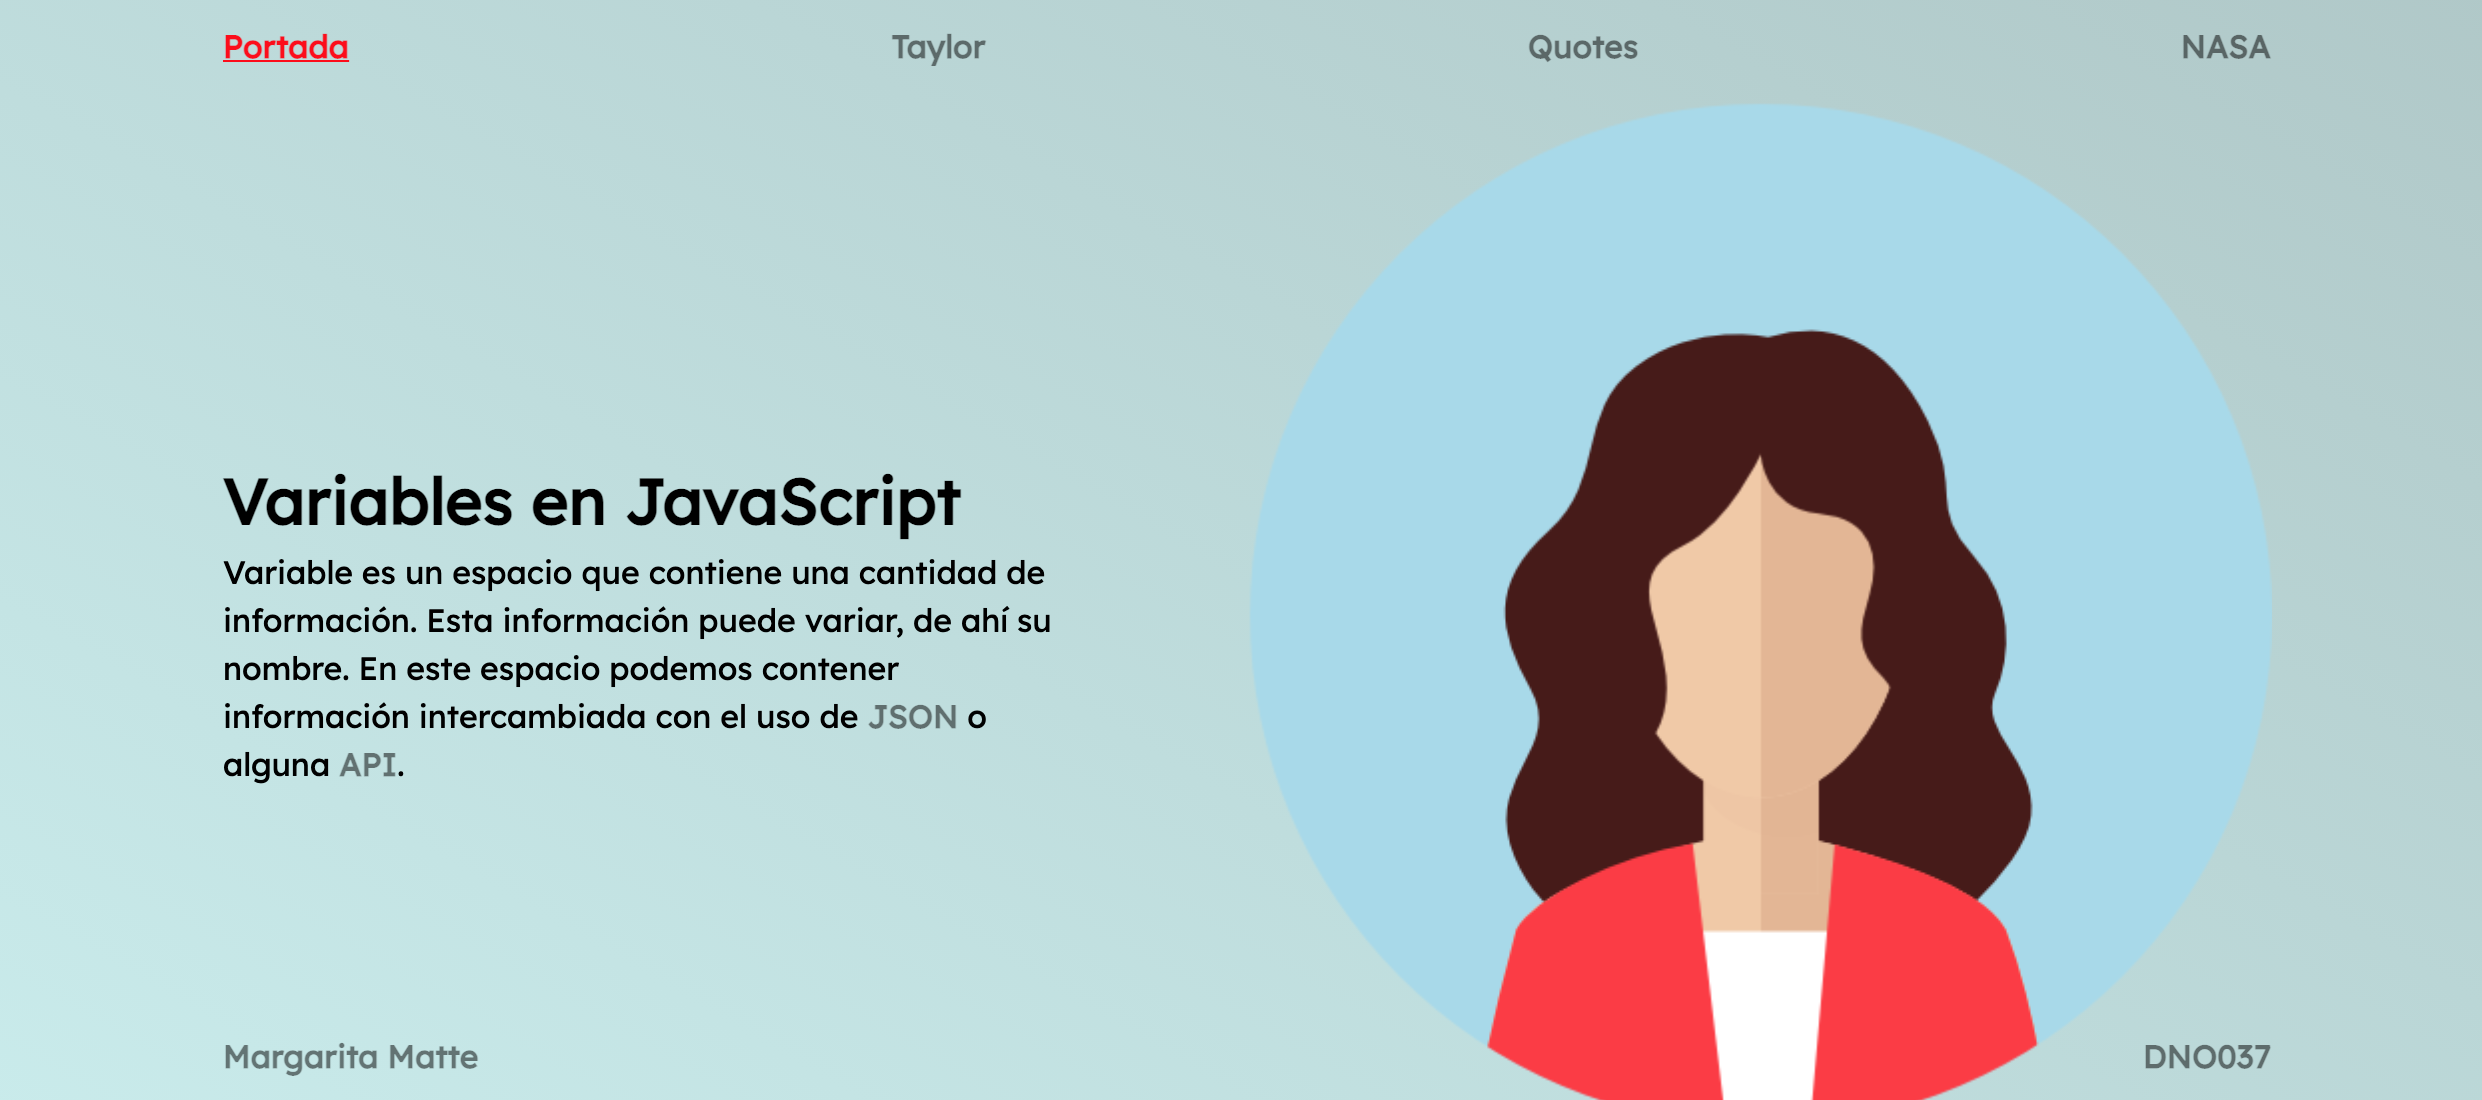 Portada
Taylor
Quotes
NASA
Variables en JavaScript
Variable es un espacio que contiene una cantidad de
información. Esta información puede variar, de ahí su
nombre. En este espacio podemos contener
información intercambiada con el uso de JSON o
alguna API.
Margarita Matte
DNO037